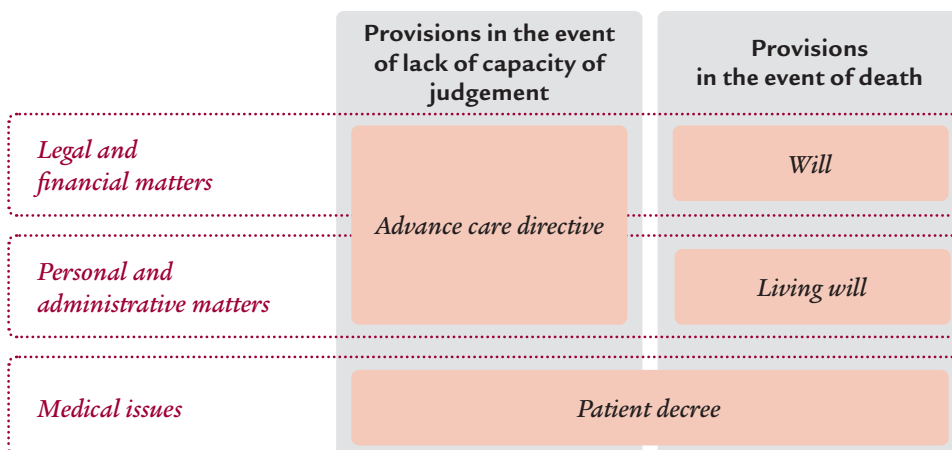 Provisions in the event
of lack of capacity of
judgement
Provisions
in the event of death
Legal and
financial matters
Advance care directive
Will
Personal and
administrative matters
Living will
Medical issues
Patient decree